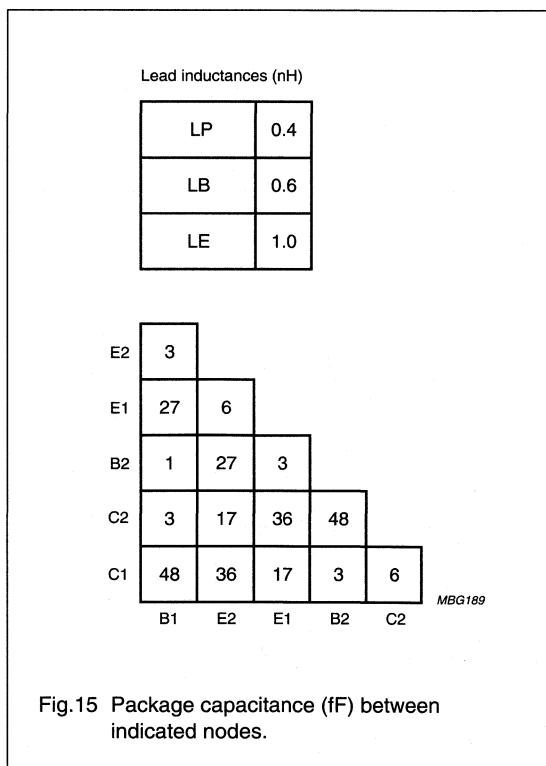 Lead inductances (nH)
LP 0.4
LB 0.6
LE 1.0
E2 3
E1 27 6
B2 1 27 3
C2 3 17 36 48
C1 48 36 17 3 6
MBG189
B1 E2 E1 B2 C2
Fig.15 Package capacitance (fF) between
indicated nodes.